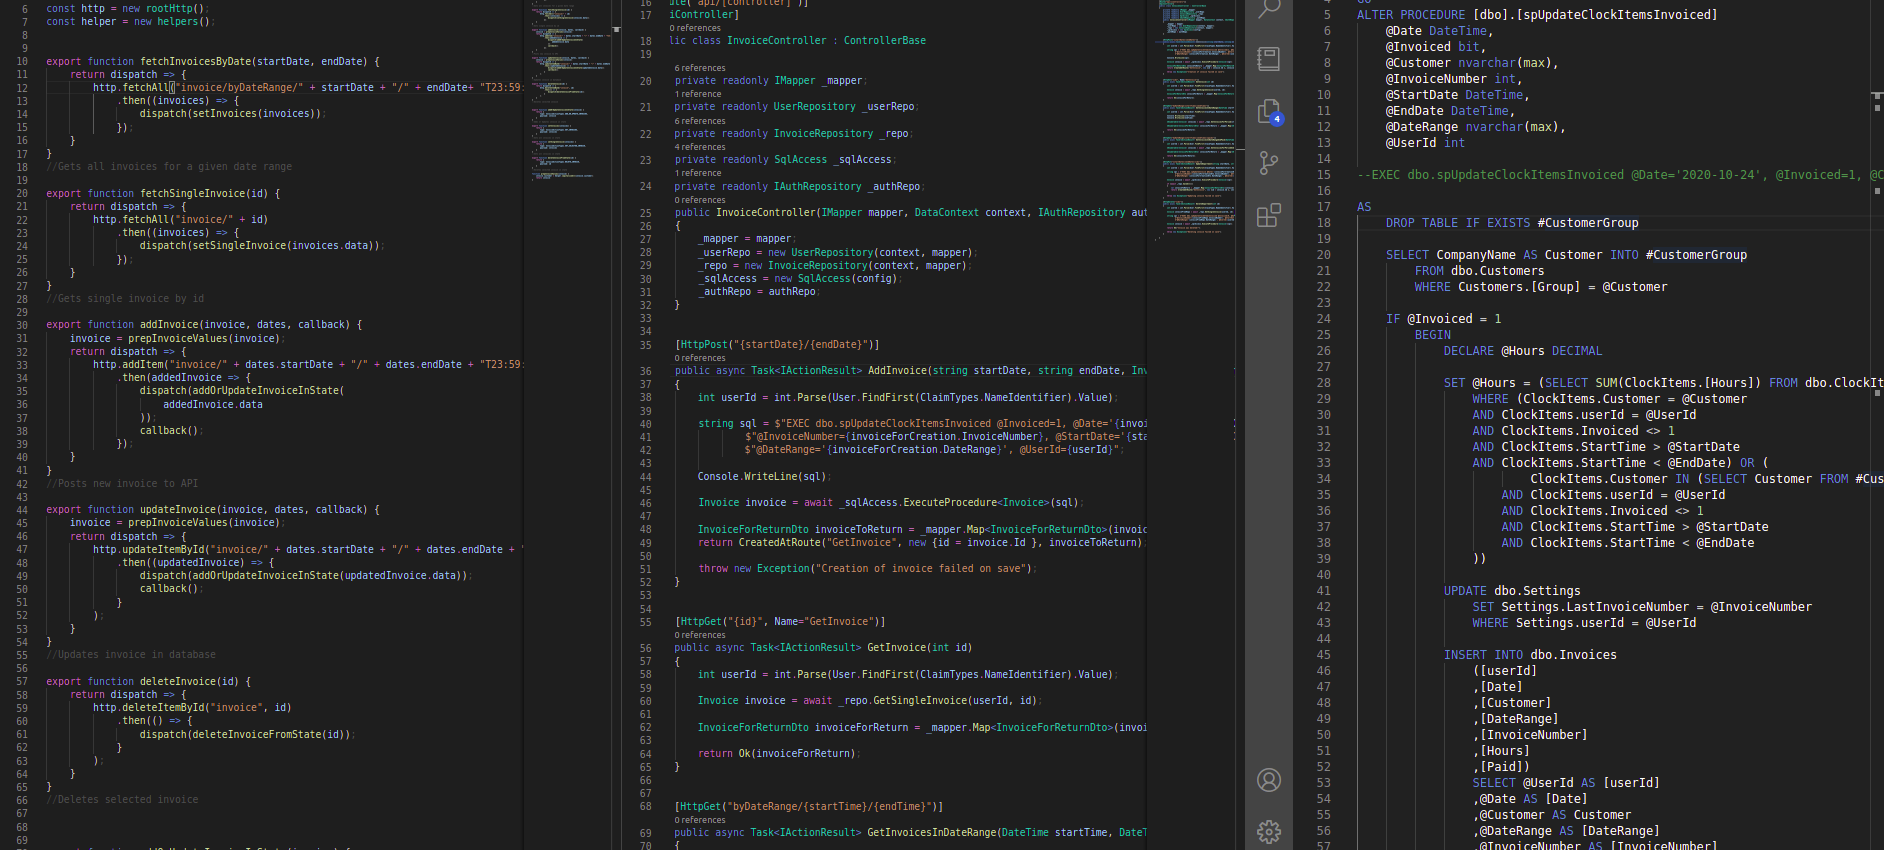 6 const http = new rootHttp();
7 const helper = new helpers();
8
9
10 export function fetchInvoicesByDate(startDate, endDate) {
11 return dispatch => {
12 http.fetchAll("invoice/byDateRange/" + startDate + "/" + endDate+ "T23:59:
13 .then((invoices) => {
14 dispatch(setInvoices(invoices));
15 });
16 }
17 }
18 //Gets all invoices for a given date range
19
20 export function fetchSingleInvoice(id) {
21 return dispatch => {
22 http.fetchAll("invoice/" + id)
23 .then((invoices) => {
24 dispatch(setSingleInvoice(invoices.data));
25 });
26 }
27 }
28 //Gets single invoice by id
29
30 export function addInvoice(invoice, dates, callback) {
31 invoice = prepInvoiceValues(invoice);
32 return dispatch => {
33 http.addItem("invoice/" + dates.startDate + "/" + dates.endDate + "T23:59:
34 .then(addedInvoice => {
35 dispatch(addOrUpdateInvoiceInState(
36 addedInvoice.data
37 ));
38 callback();
39 });
40 }
41 }
42 //Posts new invoice to API
43
44 export function updateInvoice(invoice, dates, callback) {
45 invoice = prepInvoiceValues(invoice);
46 return dispatch => {
47 http.updateItemById("invoice/" + dates.startDate + "/" + dates.endDate + "
48 .then((updatedInvoice) => {
49 dispatch(addOrUpdateInvoiceInState(updatedInvoice.data));
50 callback();
51 }
52 );
53 }
54 }
55 //Updates invoice in database
56
57 export function deleteInvoice(id) {
58 return dispatch => {
59 http.deleteItemById("invoice", id)
60 .then(() => {
61 dispatch(deleteInvoiceFromState(id));
62 }
63 );
64 }
65 }
66 //Deletes selected invoice
67
68
69
16 ute("api/[controller]")]
17 iController]
0 references
18 lic class InvoiceController : ControllerBase
19
6 references
20 private readonly IMapper _mapper;
1 reference
21 private readonly UserRepository _userRepo;
6 references
22 private readonly InvoiceRepository _repo;
4 references
23 private readonly SqlAccess _sqlAccess;
1 reference
24 private readonly IAuthRepository _authRepo;
0 references
25 public InvoiceController(IMapper mapper, DataContext context, IAuthRepository aut
26 {
27 _mapper = mapper;
28 _userRepo = new UserRepository(context, mapper);
29 _repo = new InvoiceRepository(context, mapper);
30 _sqlAccess = new SqlAccess(config);
31 _authRepo = authRepo;
32 }
33
34
35 [HttpPost("{startDate}/{endDate}")]
0 references
36 public async Task<IActionResult> AddInvoice(string startDate, string endDate, Inv
37 {
38 int userId = int.Parse(User.FindFirst(ClaimTypes.NameIdentifier).Value);
39
40 string sql = $"EXEC dbo.spUpdateClockItemsInvoiced @Invoiced=1, @Date='{invoi
41 $"@InvoiceNumber={invoiceForCreation.InvoiceNumber}, @StartDate='{sta
42 $"@DateRange='{invoiceForCreation.DateRange}', @UserId={userId}";
43
44 Console.WriteLine(sql);
45
46 Invoice invoice = await _sqlAccess.ExecuteProcedure<Invoice>(sql);
47
48 InvoiceForReturnDto invoiceToReturn = _mapper.Map<InvoiceForReturnDto>(invoic
49 return CreatedAtRoute("GetInvoice", new {id = invoice.Id }, invoiceToReturn)
50
51 throw new Exception("Creation of invoice failed on save");
52 }
53
54
55 [HttpGet("{id}", Name="GetInvoice")]
0 references
56 public async Task<IActionResult> GetInvoice(int id)
57 {
58 int userId = int.Parse(User.FindFirst(ClaimTypes.NameIdentifier).Value);
59
60 Invoice invoice = await _repo.GetSingleInvoice(userId, id);
61
62 InvoiceForReturnDto invoiceForReturn = _mapper.Map<InvoiceForReturnDto>(invoi
63
64 return Ok(invoiceForReturn);
65 }
66
67
68 [HttpGet("byDateRange/{startTime}/{endTime}")]
0 references
69 public async Task<IActionResult> GetInvoicesInDateRange(DateTime startTime, DateT
70 {
4
5 ALTER PROCEDURE [dbo].[spUpdateClockItemsInvoiced]
6 @Date DateTime,
7 @Invoiced bit,
8 @Customer nvarchar(max),
9 @InvoiceNumber int,
10 @StartDate DateTime,
11 @EndDate DateTime,
12 @DateRange nvarchar(max),
13 @UserId int
14
15 --EXEC dbo.spUpdateClockItemsInvoiced @Date='2020-10-24', @Invoiced=1, @C
16
17 AS
18 DROP TABLE IF EXISTS #CustomerGroup
19
20 SELECT CompanyName AS Customer INTO #CustomerGroup
21 FROM dbo.Customers
22 WHERE Customers.[Group] = @Customer
23
24 IF @Invoiced = 1
25 BEGIN
26 DECLARE @Hours DECIMAL
27
28 SET @Hours = (SELECT SUM(ClockItems.[Hours]) FROM dbo.ClockIt
29 WHERE (ClockItems.Customer = @Customer
30 AND ClockItems.userId = @UserId
31 AND ClockItems.Invoiced <> 1
32 AND ClockItems.StartTime > @StartDate
33 AND ClockItems.StartTime < @EndDate) OR (
34 ClockItems.Customer IN (SELECT Customer FROM #Cus
35 AND ClockItems.userId = @UserId
36 AND ClockItems.Invoiced <> 1
37 AND ClockItems.StartTime > @StartDate
38 AND ClockItems.StartTime < @EndDate
39 ))
40
41 UPDATE dbo.Settings
42 SET Settings.LastInvoiceNumber = @InvoiceNumber
43 WHERE Settings.userId = @UserId
44
45 INSERT INTO dbo.Invoices
46 ([userId]
47 ,[Date]
48 ,[Customer]
49 ,[DateRange]
50 ,[InvoiceNumber]
51 ,[Hours]
52 ,[Paid])
53 SELECT @UserId AS [userId]
54 ,@Date AS [Date]
55 ,@Customer AS Customer
56 ,@DateRange AS [DateRange]
57 ,@InvoiceNumber AS [InvoiceNumber]